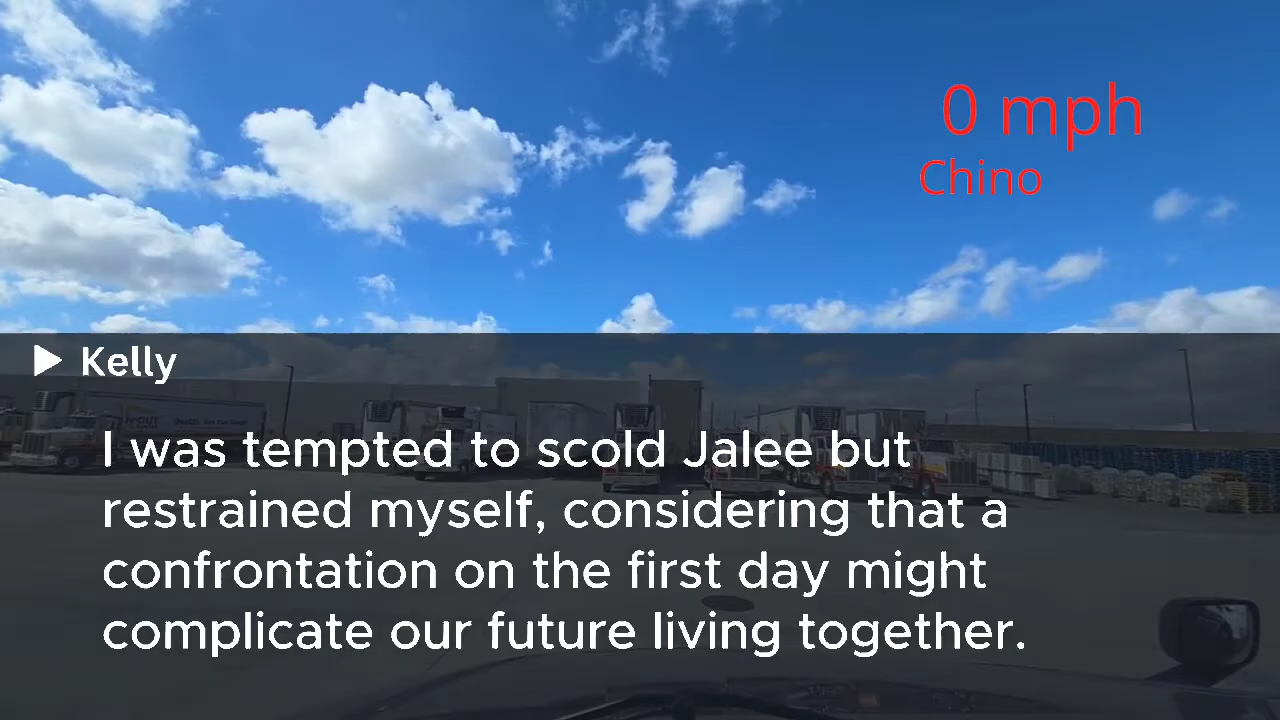 0 mph
Chino
Kelly
I was tempted to scold Jalee but
restrained myself, considering that a
confrontation on the first day might
complicate our future living together.